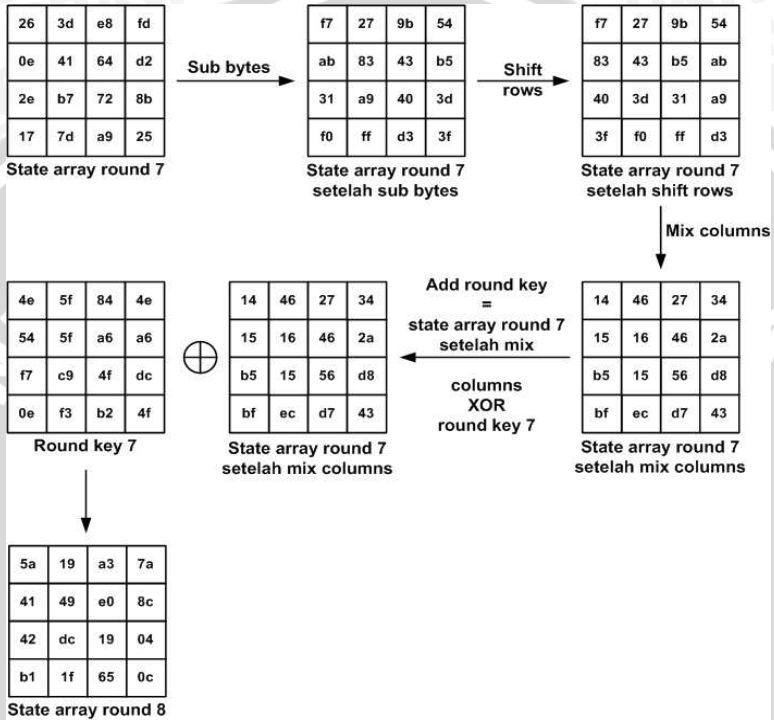 26 3d e8 fd
0e 41 64 d2
2e b7 72 8b
17 7d a9 25
State array round 7
Sub bytes
f7 27 9b 54
ab 83 43 b5
31 a9 40 3d
f0 ff d3 3f
State array round 7
setelah sub bytes
Shift
rows
f7 27 9b 54
83 43 b5 ab
40 3d 31 a9
3f f0 ff d3
State array round 7
setelah shift rows
Mix columns
4e 5f 84 4e
54 5f a6 a6
f7 c9 4f dc
0e f3 b2 4f
Round key 7
14 46 27 34
15 16 46 2a
b5 15 56 d8
bf ec d7 43
State array round 7
setelah mix columns
Add round key
=
state array round 7
setelah mix
columns
XOR
round key 7
14 46 27 34
15 16 46 2a
b5 15 56 d8
bf ec d7 43
State array round 7
setelah mix columns
5a 19 a3 7a
41 49 e0 8c
42 dc 19 04
b1 1f 65 0c
State array round 8